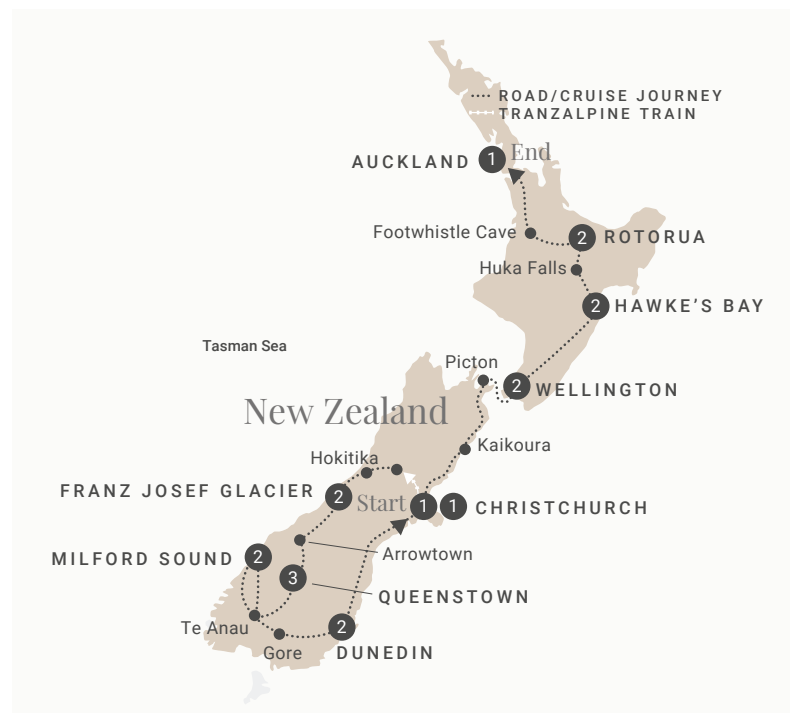 ROAD/CRUISE JOURNEY
TRANZALPINE TRAIN
AUCKLAND 1 End
Footwhistle Cave
2 ROTORUA
Huka Falls
2 HAWKE’S BAY
Tasman Sea
Picton
2 WELLINGTON
New Zealand
Kaikoura
Hokitika
FRANZ JOSEF GLACIER 2
Start 1 1 CHRISTCHURCH
Arrowtown
MILFORD SOUND 2
3
QUEENSTOWN
Te Anau
2
Gore
DUNEDIN